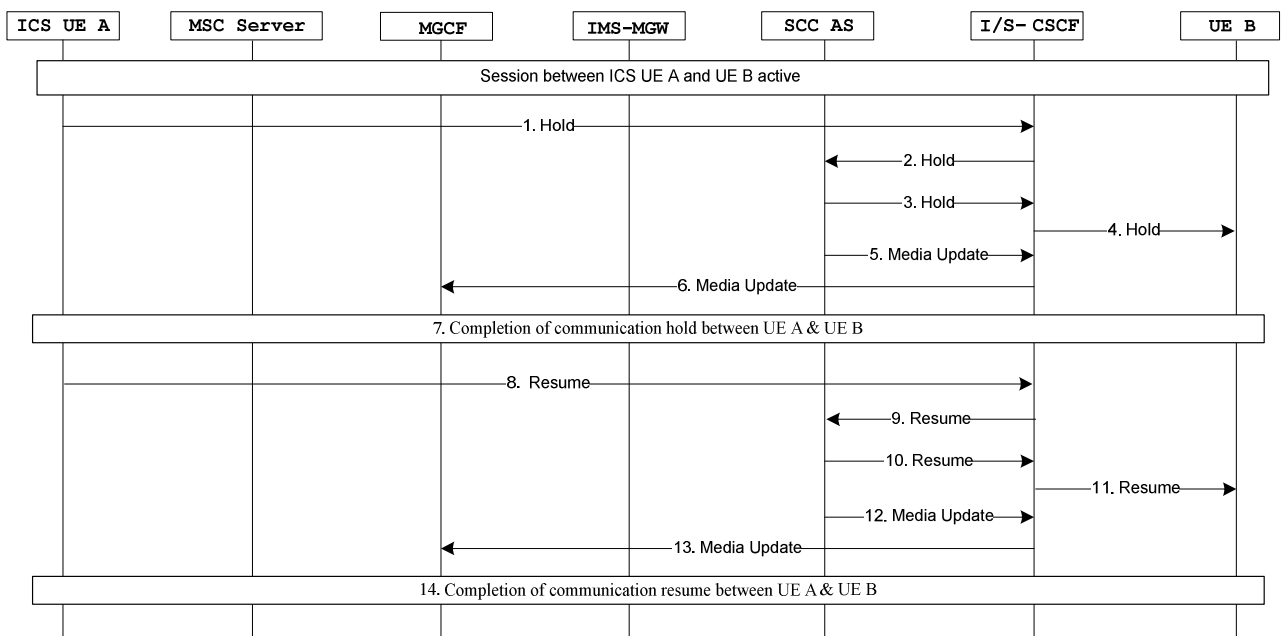 ICS UE A
MSC Server
MGCF
IMS-MGW
SCC AS
I/S- CSCF
UE B
Session between ICS UE A and UE B active
1. Hold
2. Hold
3. Hold
4. Hold
5. Media Update
6. Media Update
7. Completion of communication hold between UE A & UE B
8. Resume
9. Resume
10. Resume
11. Resume
12. Media Update
13. Media Update
14. Completion of communication resume between UE A & UE B